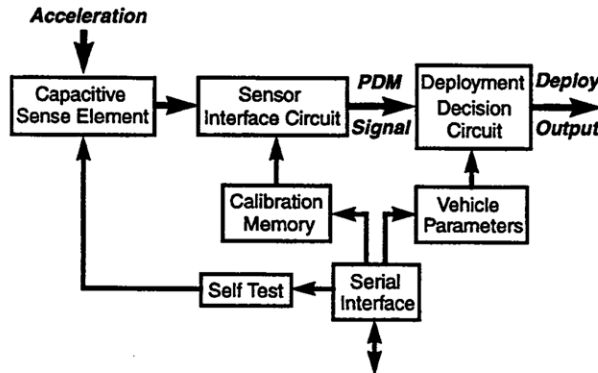 Acceleration
Capacitive
Sense Element
Sensor
Interface Circuit
PDM
Signal
Deployment
Decision
Circuit
Deploy
Output
Calibration
Memory
Vehicle
Parameters
Self Test
Serial
Interface